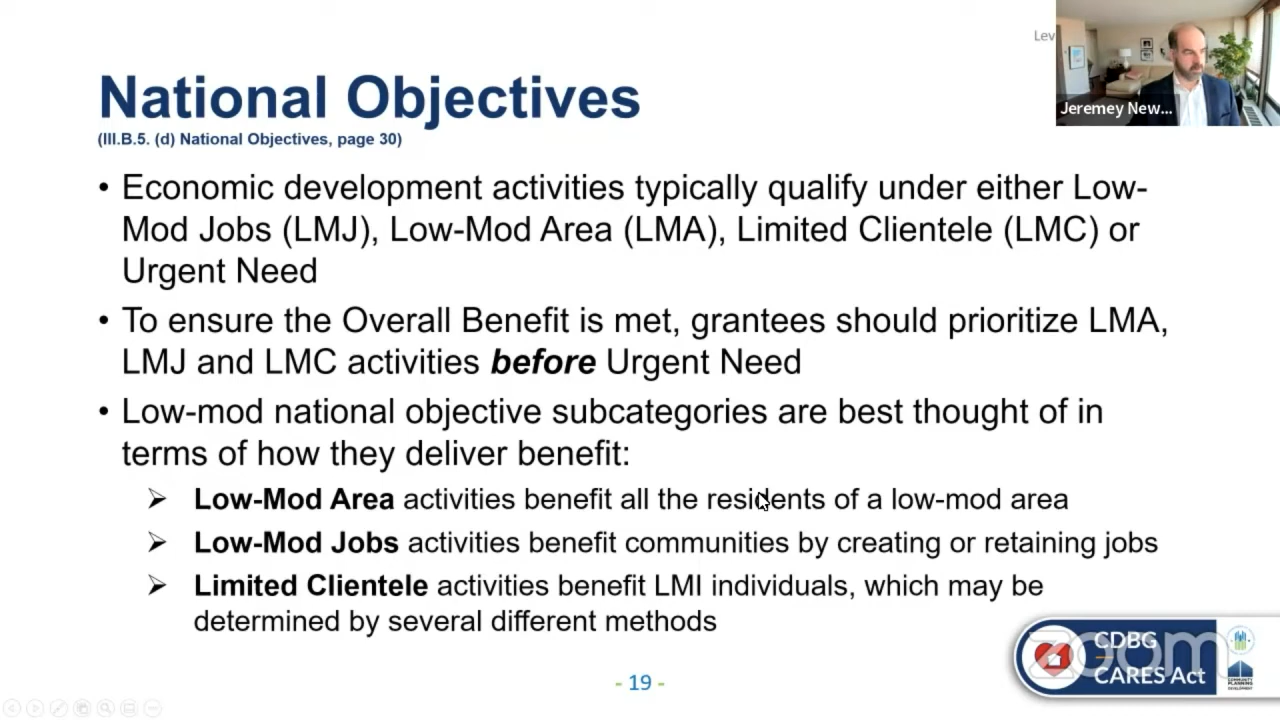 Lev
Jeremey New...
National Objectives
(III.B.5. (d) National Objectives, page 30)
• Economic development activities typically qualify under either Low-
Mod Jobs (LMJ), Low-Mod Area (LMA), Limited Clientele (LMC) or
Urgent Need
• To ensure the Overall Benefit is met, grantees should prioritize LMA,
LMJ and LMC activities before Urgent Need
• Low-mod national objective subcategories are best thought of in
terms of how they deliver benefit:
➢ Low-Mod Area activities benefit all the residents of a low-mod area
➢ Low-Mod Jobs activities benefit communities by creating or retaining jobs
➢ Limited Clientele activities benefit LMI individuals, which may be
determined by several different methods
- 19 -
CDBG
CARES Act
zoom
COMMUNITY
PLANNING
DEVELOPMENT